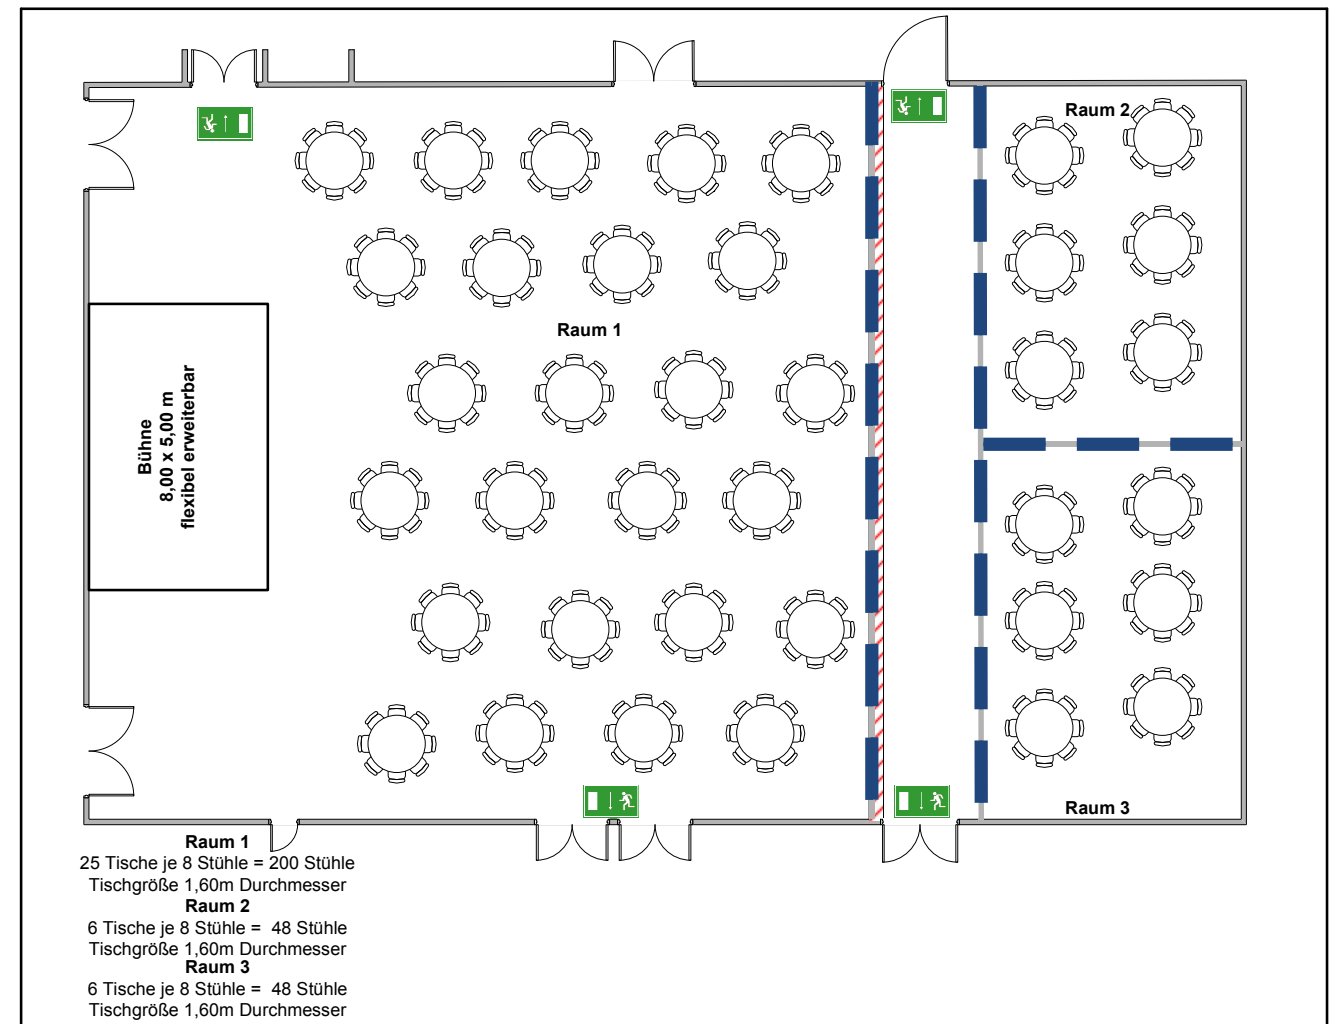 Raum 2
Raum 1
Bühne
8,00 x 5,00 m
flexibel erweiterbar
Raum 3
Raum 1
25 Tische je 8 Stühle = 200 Stühle
Tischgröße 1,60m Durchmesser
Raum 2
6 Tische je 8 Stühle =  48 Stühle
Tischgröße 1,60m Durchmesser
Raum 3
6 Tische je 8 Stühle =  48 Stühle
Tischgröße 1,60m Durchmesser